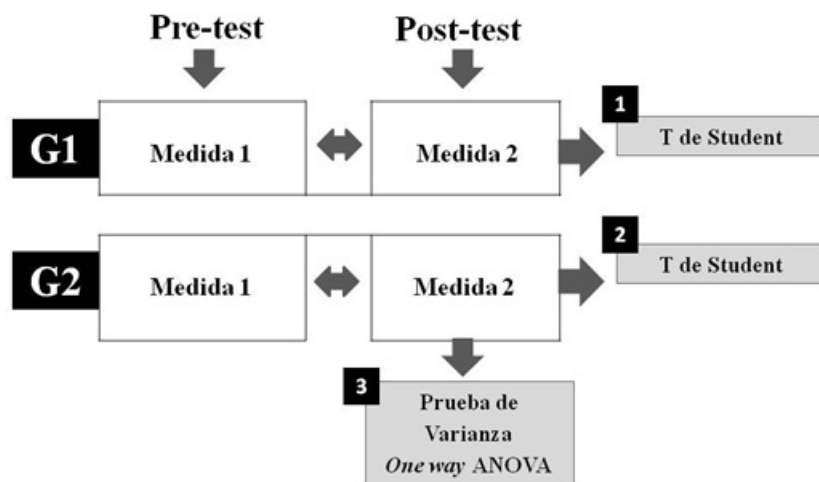 Pre-test
Post-test
G1
Medida 1
Medida 2
1
T de Student
G2
Medida 1
Medida 2
2
T de Student
3
Prueba de
Varianza
One way ANOVA